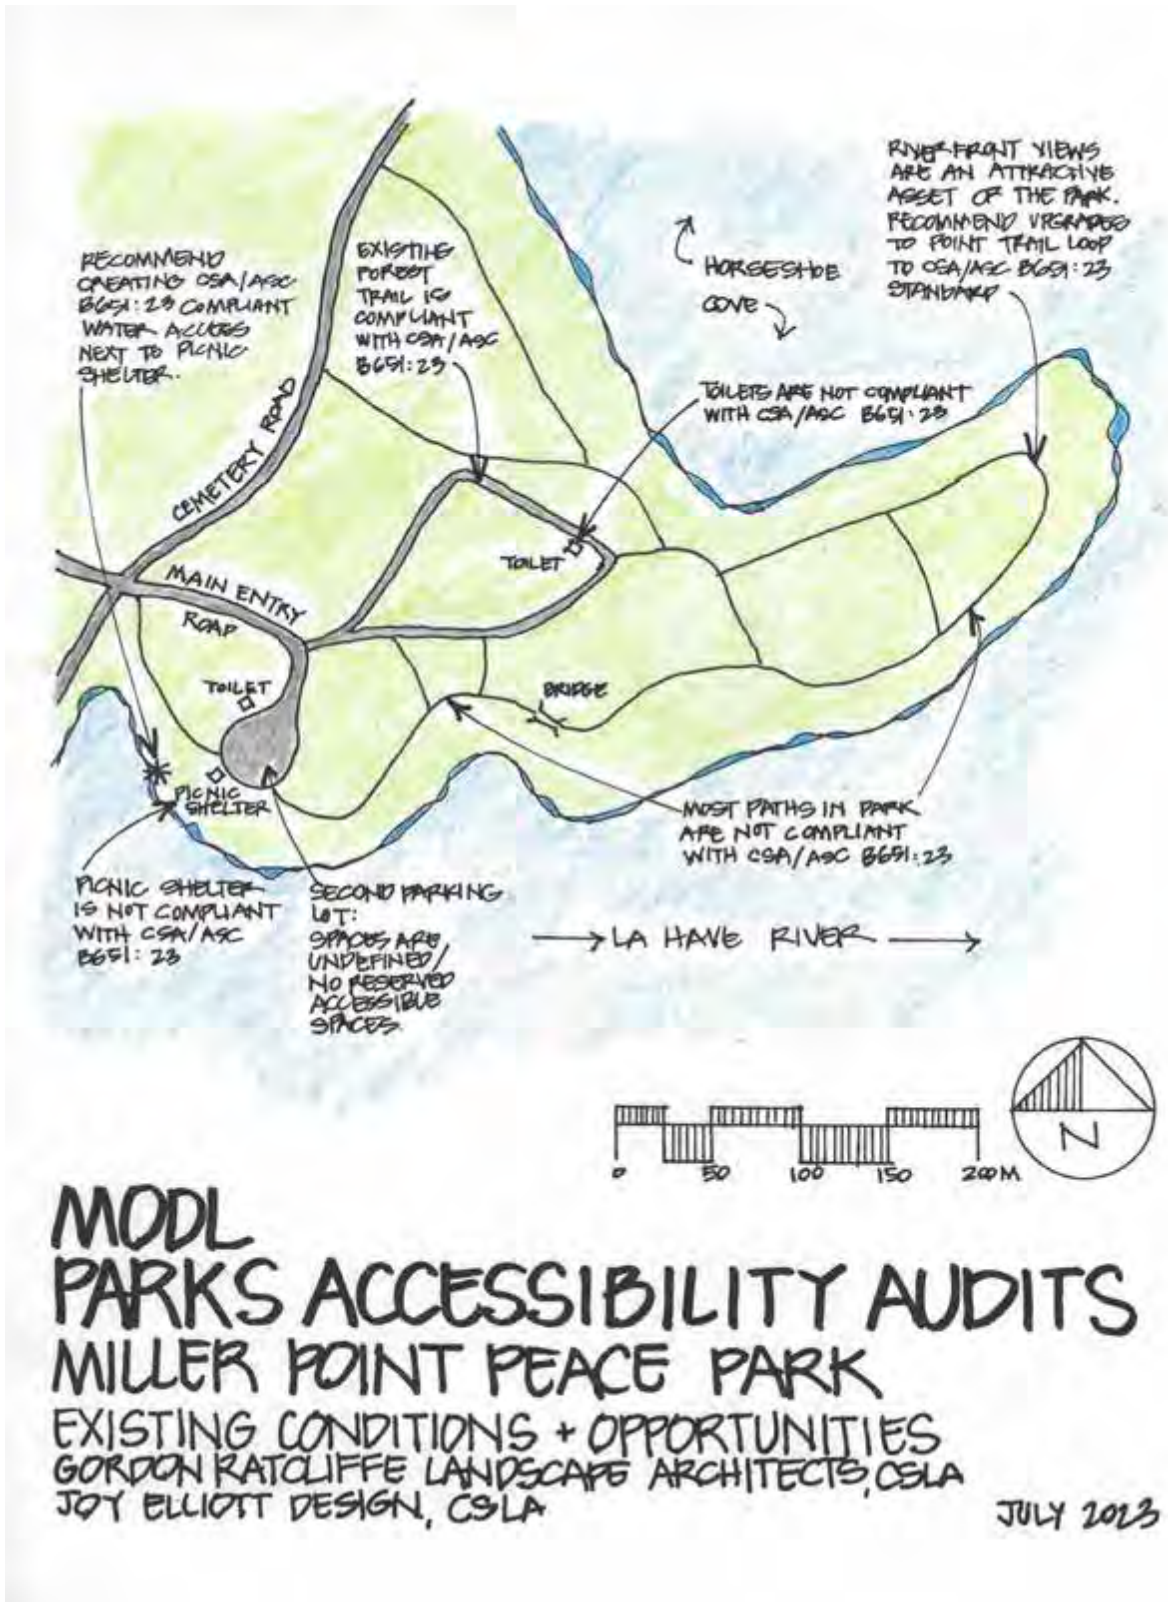 RIVERFRONT VIEWS
ARE AN ATTRACTIVE
ASSET OF THE PARK.
RECOMMEND UPGRADES
TO POINT TRAIL LOOP
TO CSA/ASC B651:23
STANDARD
RECOMMEND
CREATING CSA/ASC
B651:23 COMPLIANT
WATER ACCESS
NEXT TO PICNIC
SHELTER.
EXISTING
FOREST
TRAIL IS
COMPLIANT
WITH CSA/ASC
B651:23
HORSESHOE
COVE
TOILETS ARE NOT COMPLIANT
WITH CSA/ASC B651:23
CEMETERY ROAD
TOILET
MAIN ENTRY
ROAD
TOILET
BRIDGE
PICNIC
SHELTER
MOST PATHS IN PARK
ARE NOT COMPLIANT
WITH CSA/ASC B651:23
PICNIC SHELTER
IS NOT COMPLIANT
WITH CSA/ASC
B651:23
SECOND PARKING
LOT:
SPACES ARE
UNDEFINED/
NO RESERVED
ACCESSIBLE
SPACES.
LA HAVE RIVER
0 50 100 150 200M
N
MODL
PARKS ACCESSIBILITY AUDITS
MILLER POINT PEACE PARK
EXISTING CONDITIONS + OPPORTUNITIES
GORDON RATCLIFFE LANDSCAPE ARCHITECTS, CSLA
JOY ELLIOTT DESIGN, CSLA
JULY 2023